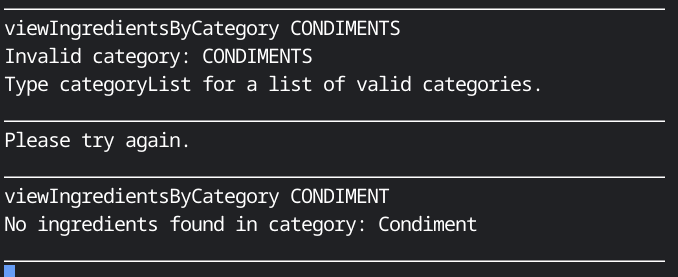 viewIngredientsByCategory CONDIMENTS
Invalid category: CONDIMENTS
Type categoryList for a list of valid categories.
Please try again.
viewIngredientsByCategory CONDIMENT
No ingredients found in category: Condiment